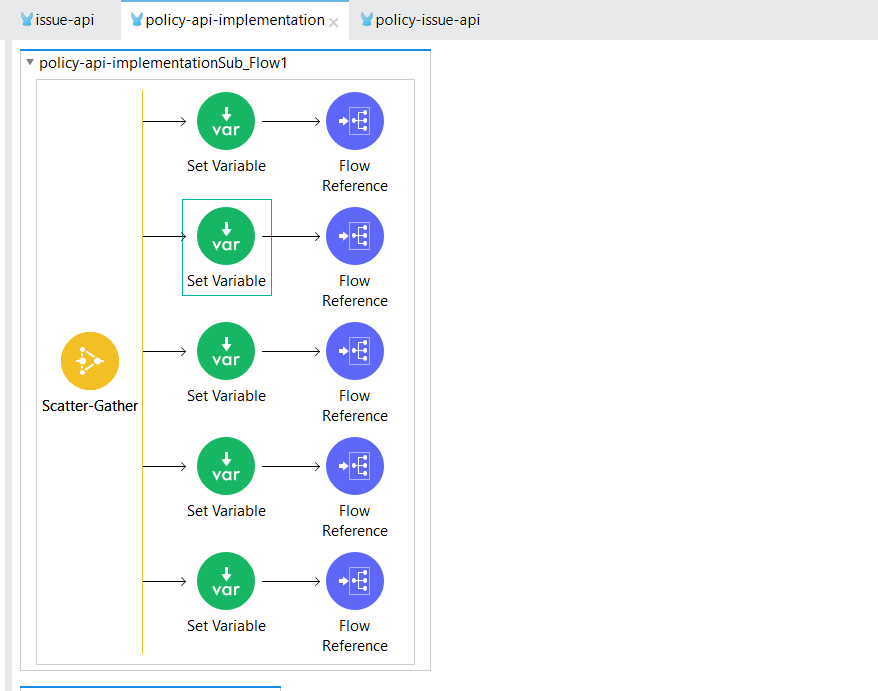 issue-api
policy-api-implementation
policy-issue-api
policy-api-implementationSub_Flow1
var
Set Variable
Flow
Reference
var
Set Variable
Flow
Reference
Scatter-Gather
var
Set Variable
Flow
Reference
var
Set Variable
Flow
Reference
var
Set Variable
Flow
Reference